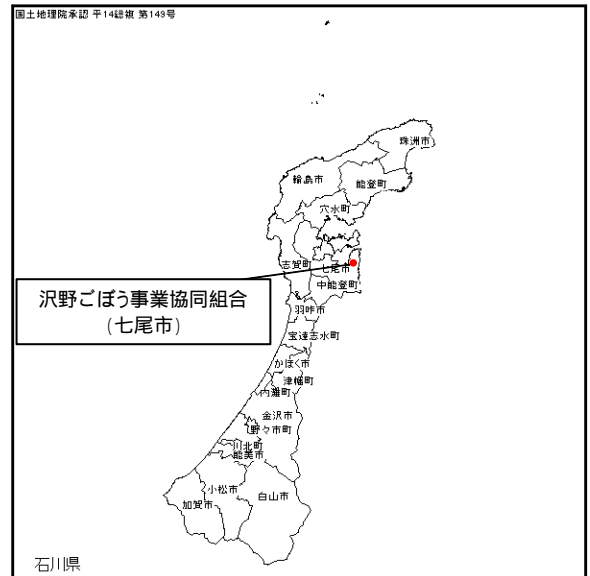 国土地理院承認 平14総複 第149号
珠洲市
輪島市
能登町
穴水町
志賀町
七尾市
中能登町
沢野ごぼう事業協同組合
(七尾市)
羽咋市
宝達志水町
かほく市
津幡町
内灘町
金沢市
野々市町
川北町
能美市
小松市
白山市
加賀市
石川県